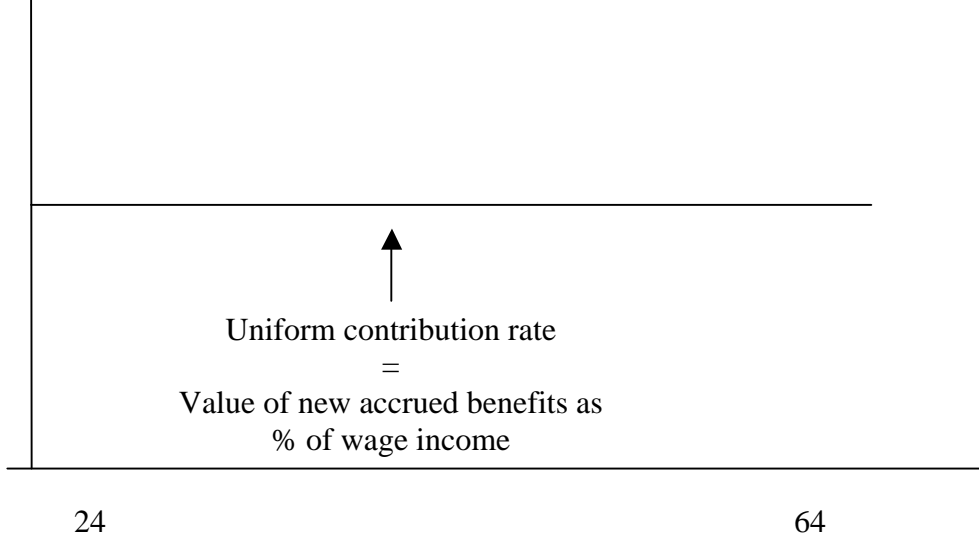 Uniform contribution rate
=
Value of new accrued benefits as
% of wage income
24 64